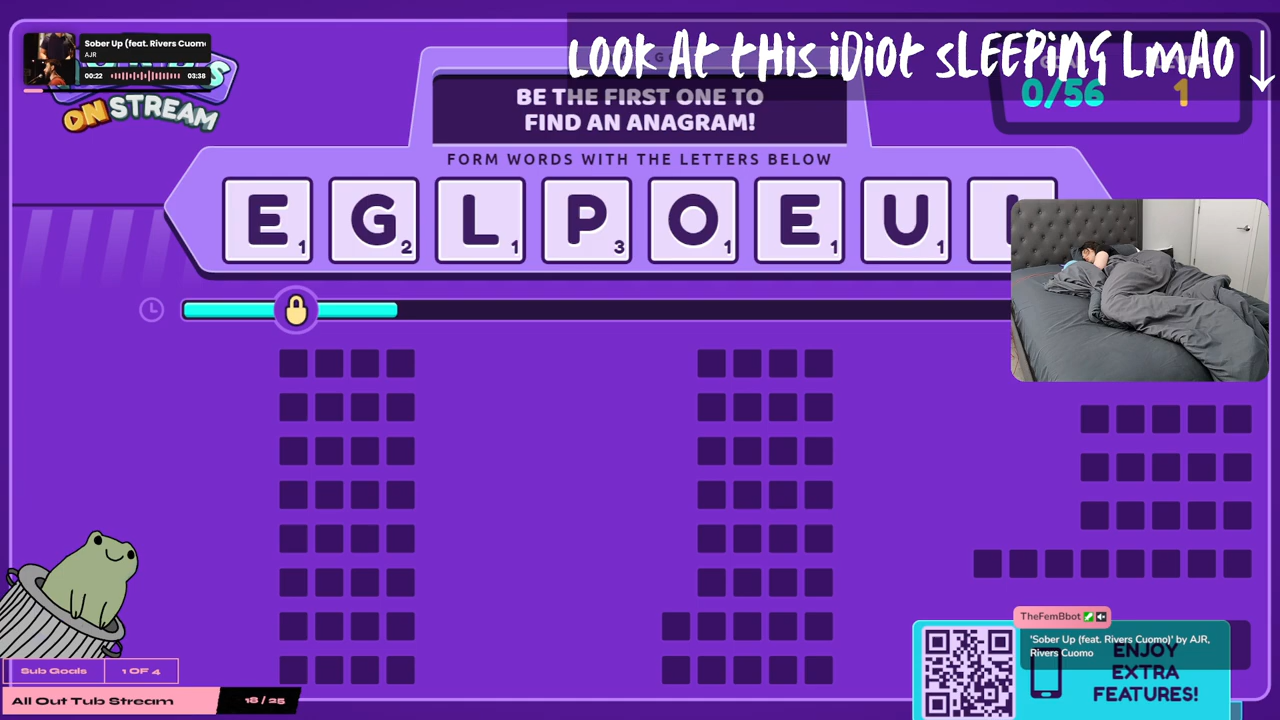 Sober Up (feat. Rivers Cuomo
AJR
00:22
03:38
ON STREAM
LOOK At tHis iDiot sLEEPiNG LmAO
0/56
1
BE THE FIRST ONE TO
FIND AN ANAGRAM!
FORM WORDS WITH THE LETTERS BELOW
E1 G2 L1 P3 O1 E1 U1
TheFemBbot
'Sober Up (feat. Rivers Cuomo)' by AJR,
Rivers Cuomo
ENJOY
EXTRA
FEATURES!
Sub Goals 1 OF 4
All Out Tub Stream 18 / 25